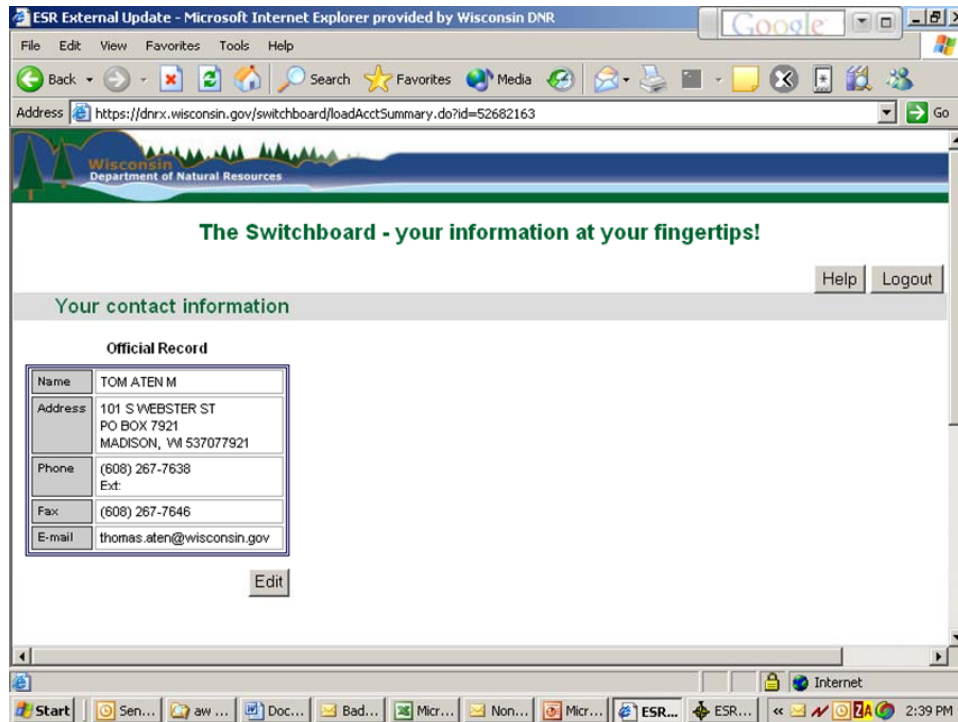 ESR External Update - Microsoft Internet Explorer provided by Wisconsin DNR
Google
File Edit View Favorites Tools Help
Back Search Favorites Media
Address https://dnrx.wisconsin.gov/switchboard/loadAcctSummary.do?id=52682163 Go
Wisconsin
Department of Natural Resources
The Switchboard - your information at your fingertips!
Help Logout
Your contact information
Official Record
Name TOM ATEN M
Address 101 S WEBSTER ST
PO BOX 7921
MADISON, WI 537077921
Phone (608) 267-7638
Ext:
Fax (608) 267-7646
E-mail thomas.aten@wisconsin.gov
Edit
Internet
Start Sen... aw ... Doc... Bad... Micr... Non... Micr... ESR... ESR... « ZA 2:39 PM